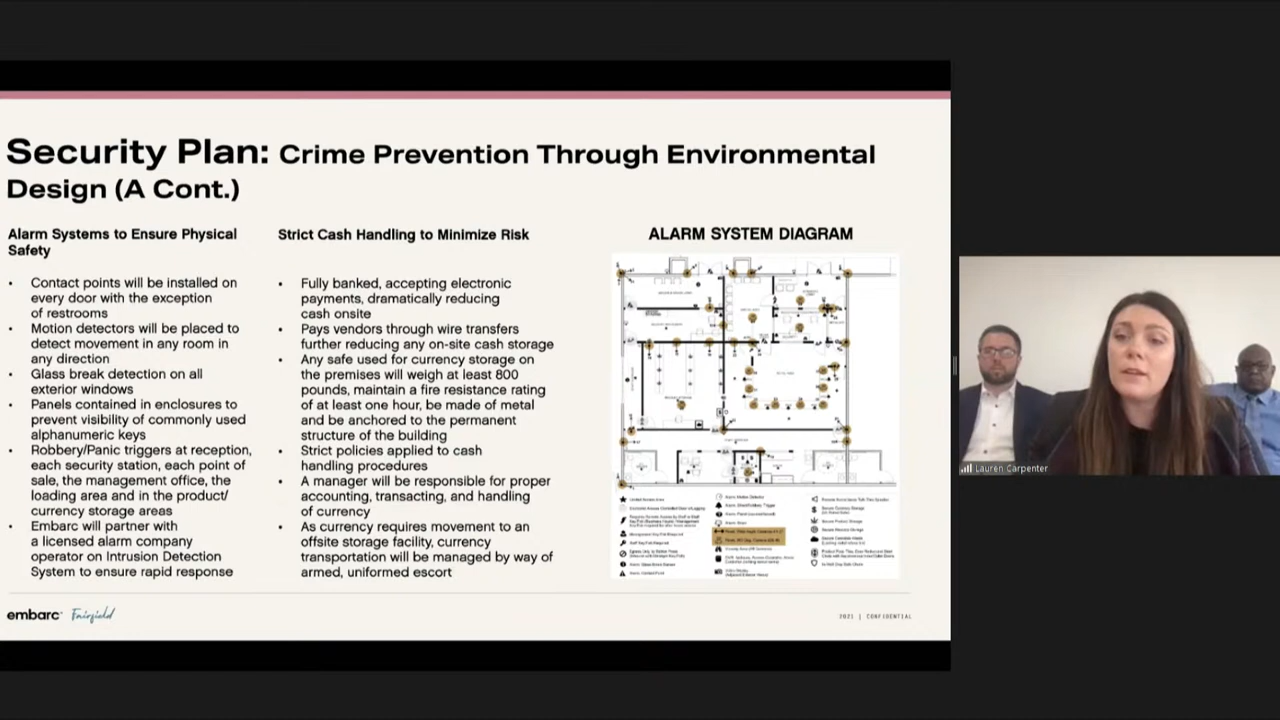 Security Plan: Crime Prevention Through Environmental
Design (A Cont.)
Alarm Systems to Ensure Physical
Safety
• Contact points will be installed on
every door with the exception
of restrooms
• Motion detectors will be placed to
detect movement in any room in
any direction
• Glass break detection on all
exterior windows
• Panels contained in enclosures to
prevent visibility of commonly used
alphanumeric keys
• Robbery/Panic triggers at reception,
each security station, each point of
sale, the management office, the
loading area and in the product/
currency storage areas
• Embarc will partner with
licensed alarm company
operator on Intrusion Detection
System to ensure rapid response
Strict Cash Handling to Minimize Risk
• Fully banked, accepting electronic
payments, dramatically reducing
cash onsite
• Pays vendors through wire transfers
further reducing any on-site cash storage
• Any safe used for currency storage on
the premises will weigh at least 800
pounds, maintain a fire resistance rating
of at least one hour, be made of metal
and be anchored to the permanent
structure of the building
• Strict policies applied to cash
handling procedures
• A manager will be responsible for proper
accounting, transacting, and handling
of currency
• As currency requires movement to an
offsite storage facility, currency
transportation will be managed by way of
armed, uniformed escort
ALARM SYSTEM DIAGRAM
embarc Fairfield
2021 | CONFIDENTIAL
Lauren Carpenter